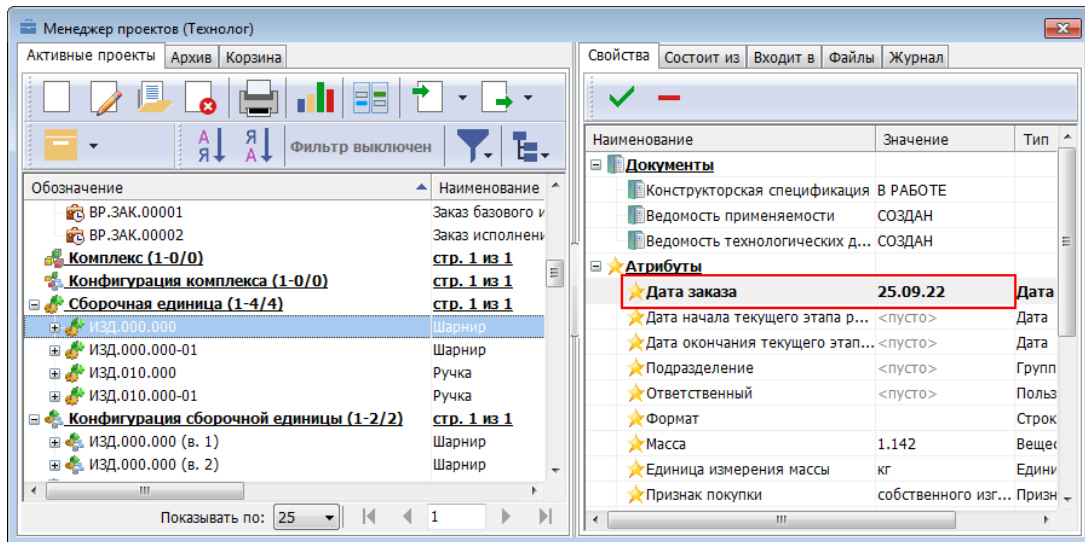 Менеджер проектов (Технолог)
Активные проекты Архив Корзина
Фильтр выключен
Обозначение Наименование
ВР.ЗАК.00001 Заказ базового и
ВР.ЗАК.00002 Заказ исполнени
Комплекс (1-0/0) стр. 1 из 1
Конфигурация комплекса (1-0/0) стр. 1 из 1
Сборочная единица (1-4/4) стр. 1 из 1
ИЗД.000.000 Шарнир
ИЗД.000.000-01 Шарнир
ИЗД.010.000 Ручка
ИЗД.010.000-01 Ручка
Конфигурация сборочной единицы (1-2/2) стр. 1 из 1
ИЗД.000.000 (в. 1) Шарнир
ИЗД.000.000 (в. 2) Шарнир
Показывать по: 25 1
Свойства Состоит из Входит в Файлы Журнал
Наименование Значение Тип
Документы
Конструкторская спецификация В РАБОТЕ
Ведомость применяемости СОЗДАН
Ведомость технологических д... СОЗДАН
Атрибуты
Дата заказа 25.09.22 Дата
Дата начала текущего этапа р... <пусто> Дата
Дата окончания текущего этап... <пусто> Дата
Подразделение <пусто> Групп
Ответственный <пусто> Польз
Формат Строк
Масса 1.142 Вещес
Единица измерения массы кг Едини
Признак покупки собственного изг... Призн